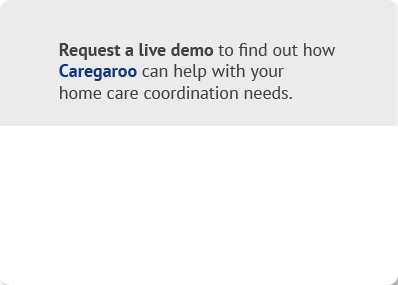 Request a live demo to find out how
Caregaroo can help with your
home care coordination needs.